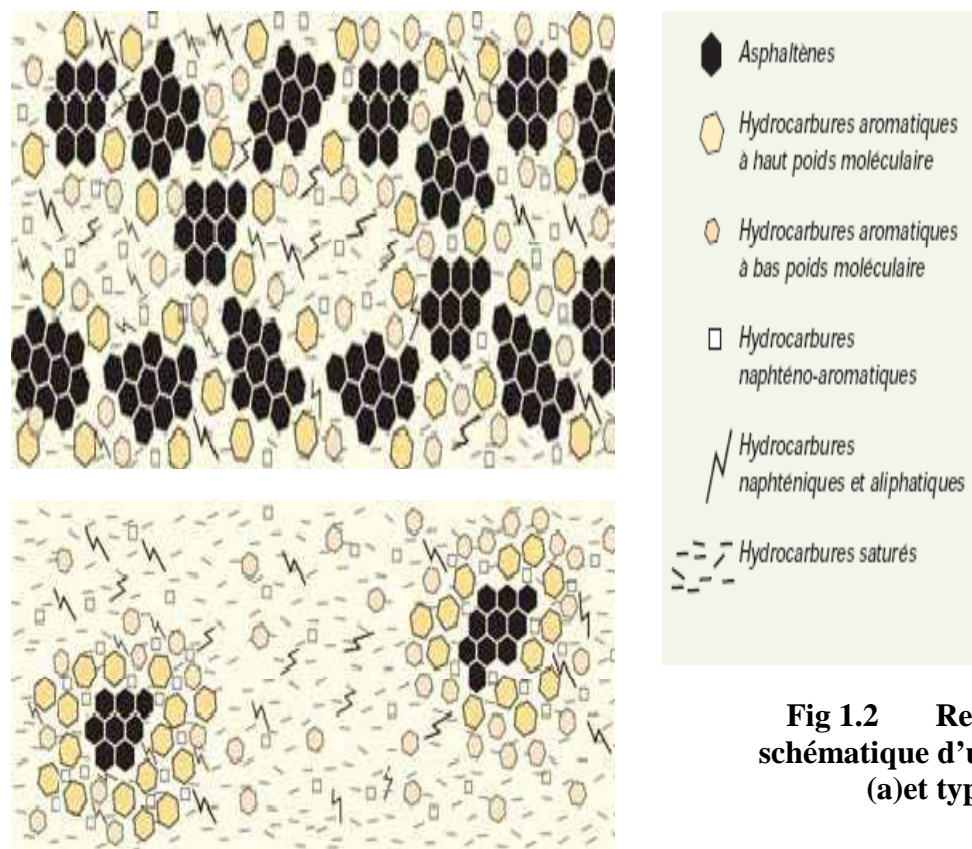 Asphaltènes
Hydrocarbures aromatiques
à haut poids moléculaire
Hydrocarbures aromatiques
à bas poids moléculaire
Hydrocarbures
naphténo-aromatiques
Hydrocarbures
naphténiques et aliphatiques
Hydrocarbures saturés
Fig 1.2 Re
schématique d’u
(a)et typ